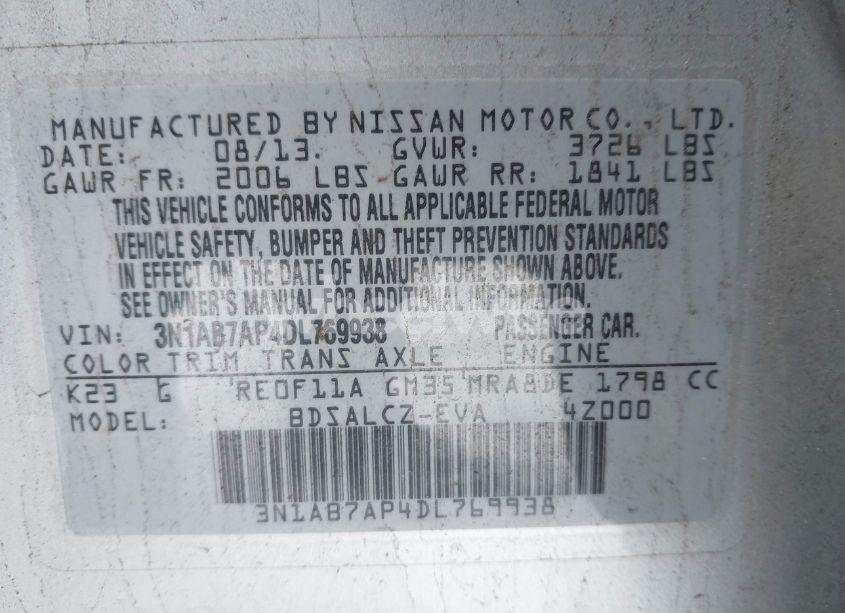 MANUFACTURED BY NISSAN MOTOR CO., LTD.
DATE: 08/13. GVWR: 3726 LBS
GAWR FR: 2006 LBS GAWR RR: 1841 LBS
THIS VEHICLE CONFORMS TO ALL APPLICABLE FEDERAL MOTOR
VEHICLE SAFETY, BUMPER AND THEFT PREVENTION STANDARDS
IN EFFECT ON THE DATE OF MANUFACTURE SHOWN ABOVE.
SEE OWNER'S MANUAL FOR ADDITIONAL INFORMATION.
VIN: 3N1AB7AP4DL769938 PASSENGER CAR.
COLOR TRIM TRANS AXLE ENGINE
K23 G RE0F11A GM35 MRA8DE 1798 CC
MODEL: BDSALCZ-EVA 4Z000
3N1AB7AP4DL769938